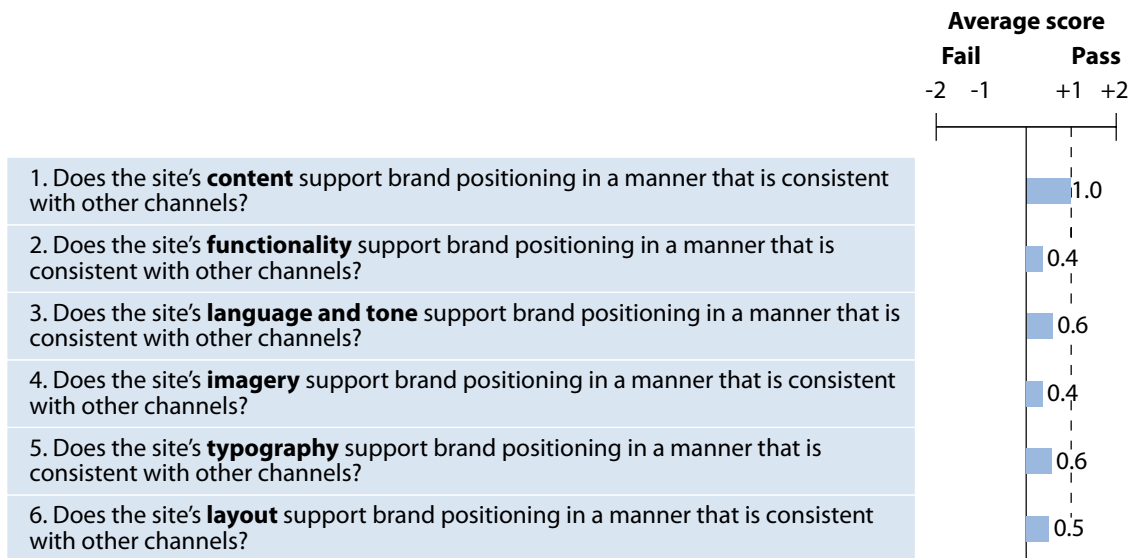 Average score
Fail Pass
-2 -1 +1 +2
1. Does the site’s content support brand positioning in a manner that is consistent
with other channels?
1.0
2. Does the site’s functionality support brand positioning in a manner that is
consistent with other channels?
0.4
3. Does the site’s language and tone support brand positioning in a manner that is
consistent with other channels?
0.6
4. Does the site’s imagery support brand positioning in a manner that is consistent
with other channels?
0.4
5. Does the site’s typography support brand positioning in a manner that is
consistent with other channels?
0.6
6. Does the site’s layout support brand positioning in a manner that is consistent
with other channels?
0.5